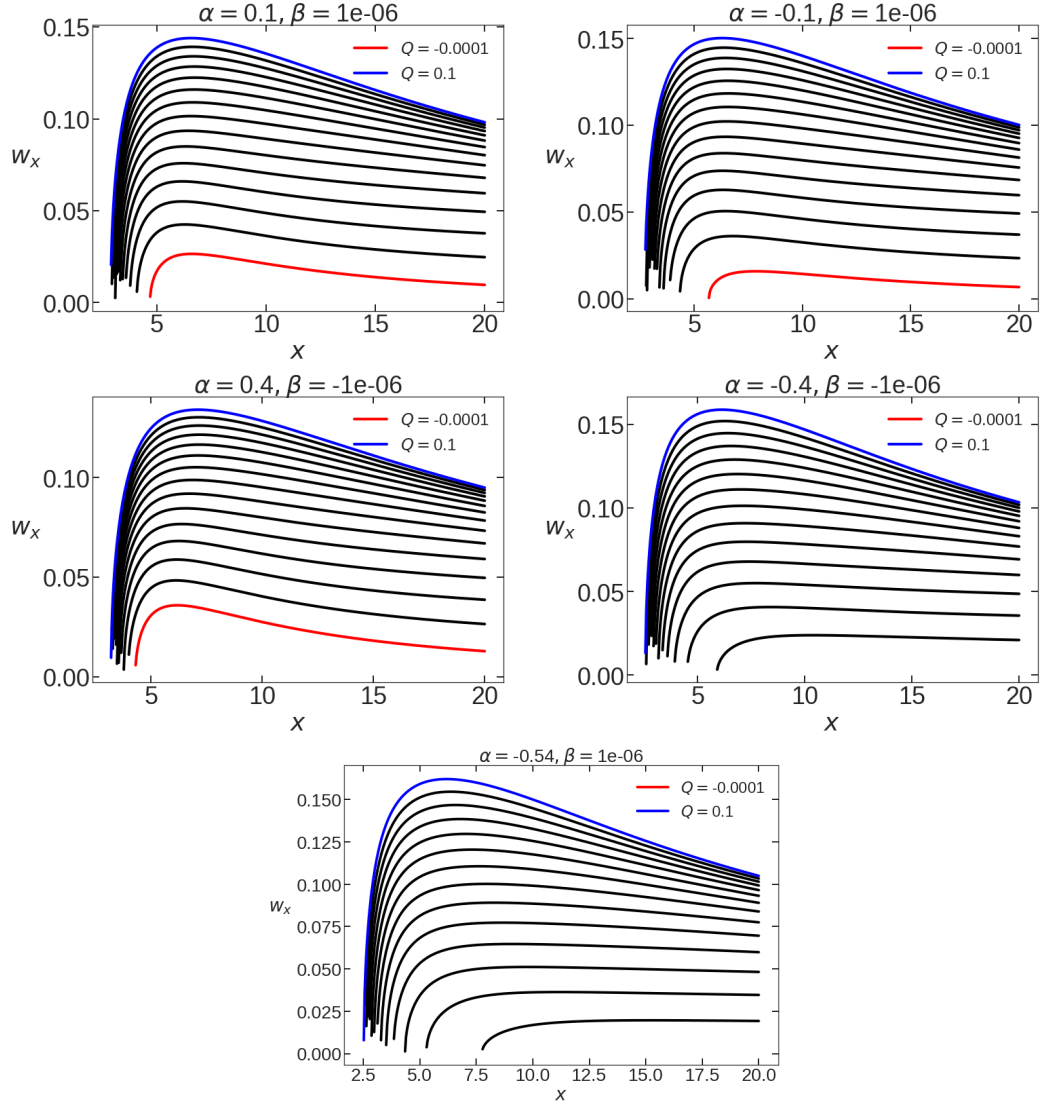 α = 0.1, β = 1e-06
0.15
0.10
0.05
0.00
w_x
Q = -0.0001
Q = 0.1
5 10 15 20
x
α = -0.1, β = 1e-06
0.15
0.10
0.05
0.00
w_x
Q = -0.0001
Q = 0.1
5 10 15 20
x
α = 0.4, β = -1e-06
0.10
0.05
0.00
w_x
Q = -0.0001
Q = 0.1
5 10 15 20
x
α = -0.4, β = -1e-06
0.15
0.10
0.05
0.00
w_x
Q = -0.0001
Q = 0.1
5 10 15 20
x
α = -0.54, β = 1e-06
0.150
0.125
0.100
0.075
0.050
0.025
0.000
w_x
Q = -0.0001
Q = 0.1
2.5 5.0 7.5 10.0 12.5 15.0 17.5 20.0
x